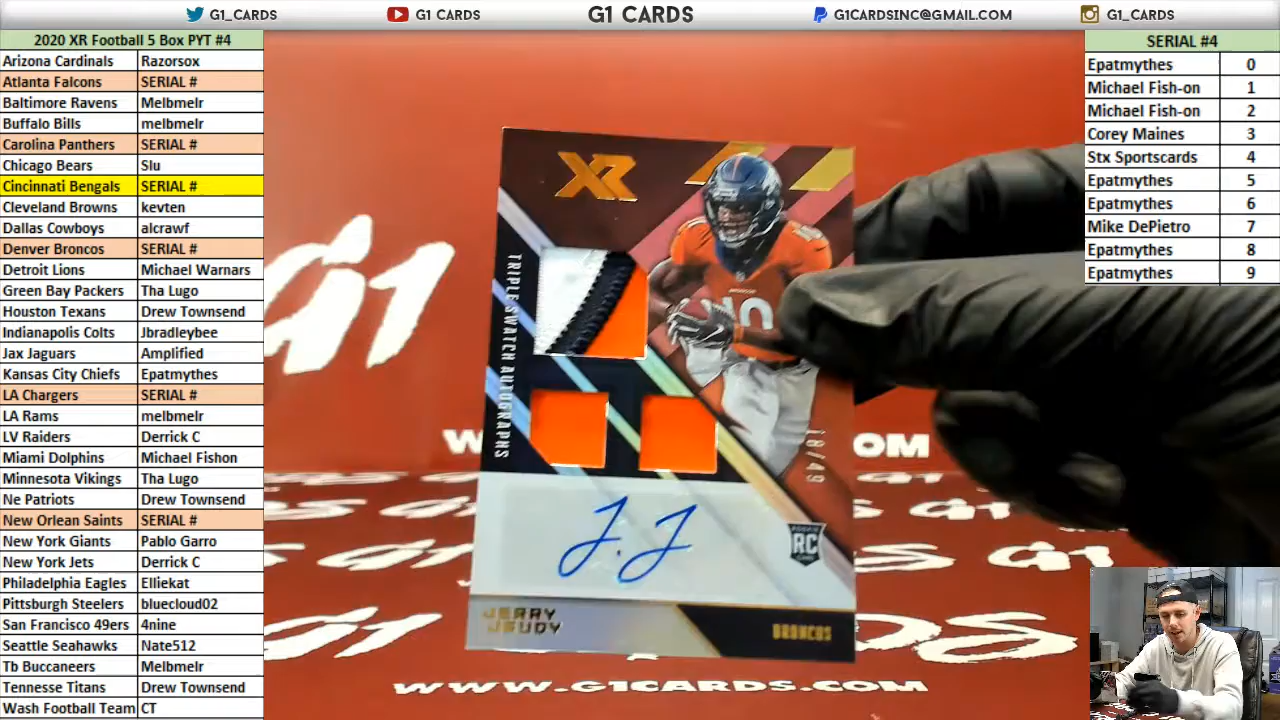 G1_CARDS
G1 CARDS
G1 CARDS
G1CARDSINC@GMAIL.COM
G1_CARDS
2020 XR Football 5 Box PYT #4
Arizona Cardinals Razorsox
Atlanta Falcons SERIAL #
Baltimore Ravens Melbmelr
Buffalo Bills melbmelr
Carolina Panthers SERIAL #
Chicago Bears Slu
Cincinnati Bengals SERIAL #
Cleveland Browns kevten
Dallas Cowboys alcrawf
Denver Broncos SERIAL #
Detroit Lions Michael Warnars
Green Bay Packers Tha Lugo
Houston Texans Drew Townsend
Indianapolis Colts Jbradleybee
Jax Jaguars Amplified
Kansas City Chiefs Epatmythes
LA Chargers SERIAL #
LA Rams melbmelr
LV Raiders Derrick C
Miami Dolphins Michael Fishon
Minnesota Vikings Tha Lugo
Ne Patriots Drew Townsend
New Orlean Saints SERIAL #
New York Giants Pablo Garro
New York Jets Derrick C
Philadelphia Eagles Elliekat
Pittsburgh Steelers bluecloud02
San Francisco 49ers 4nine
Seattle Seahawks Nate512
Tb Buccaneers Melbmelr
Tennesse Titans Drew Townsend
Wash Football Team CT
SERIAL #4
Epatmythes 0
Michael Fish-on 1
Michael Fish-on 2
Corey Maines 3
Stx Sportscards 4
Epatmythes 5
Epatmythes 6
Mike DePietro 7
Epatmythes 8
Epatmythes 9
XR
TRIPLE SWATCH AUTOGRAPHS
10
18/49
J. J
RC
JERRY
JEUDY
BRONCOS
G1
WWW.G1CARDS.COM